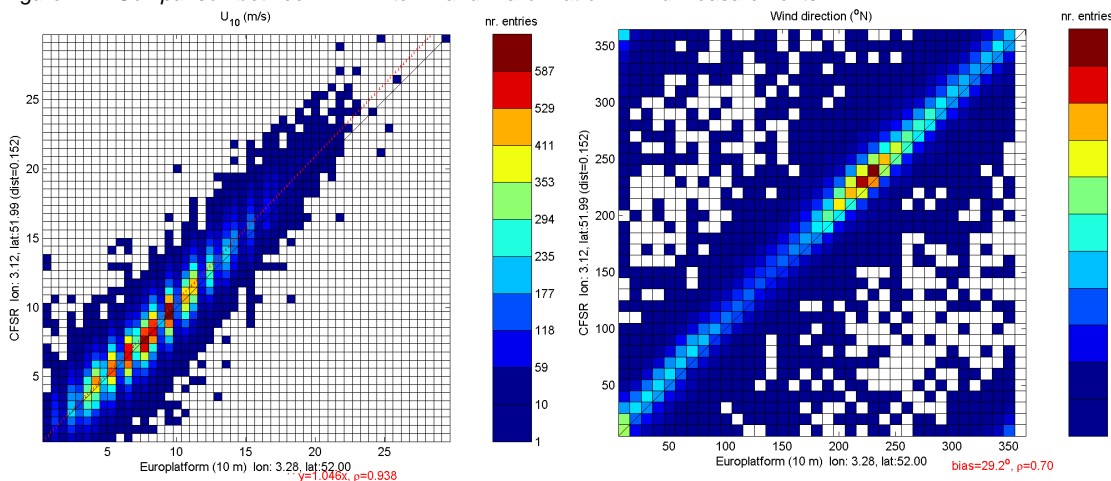 U10 (m/s)
nr. entries
587
529
411
353
294
235
177
118
59
10
1
25
20
15
10
5
CFSR lon: 3.12, lat:51.99 (dist=0.152)
5 10 15 20 25
Europlatform (10 m) lon: 3.28, lat:52.00
y=1.046x, ρ=0.938
Wind direction (°N)
nr. entries
350
300
250
200
150
100
50
CFSR lon: 3.12, lat:51.99 (dist=0.152)
50 100 150 200 250 300 350
Europlatform (10 m) lon: 3.28, lat:52.00
bias=29.2°, ρ=0.70